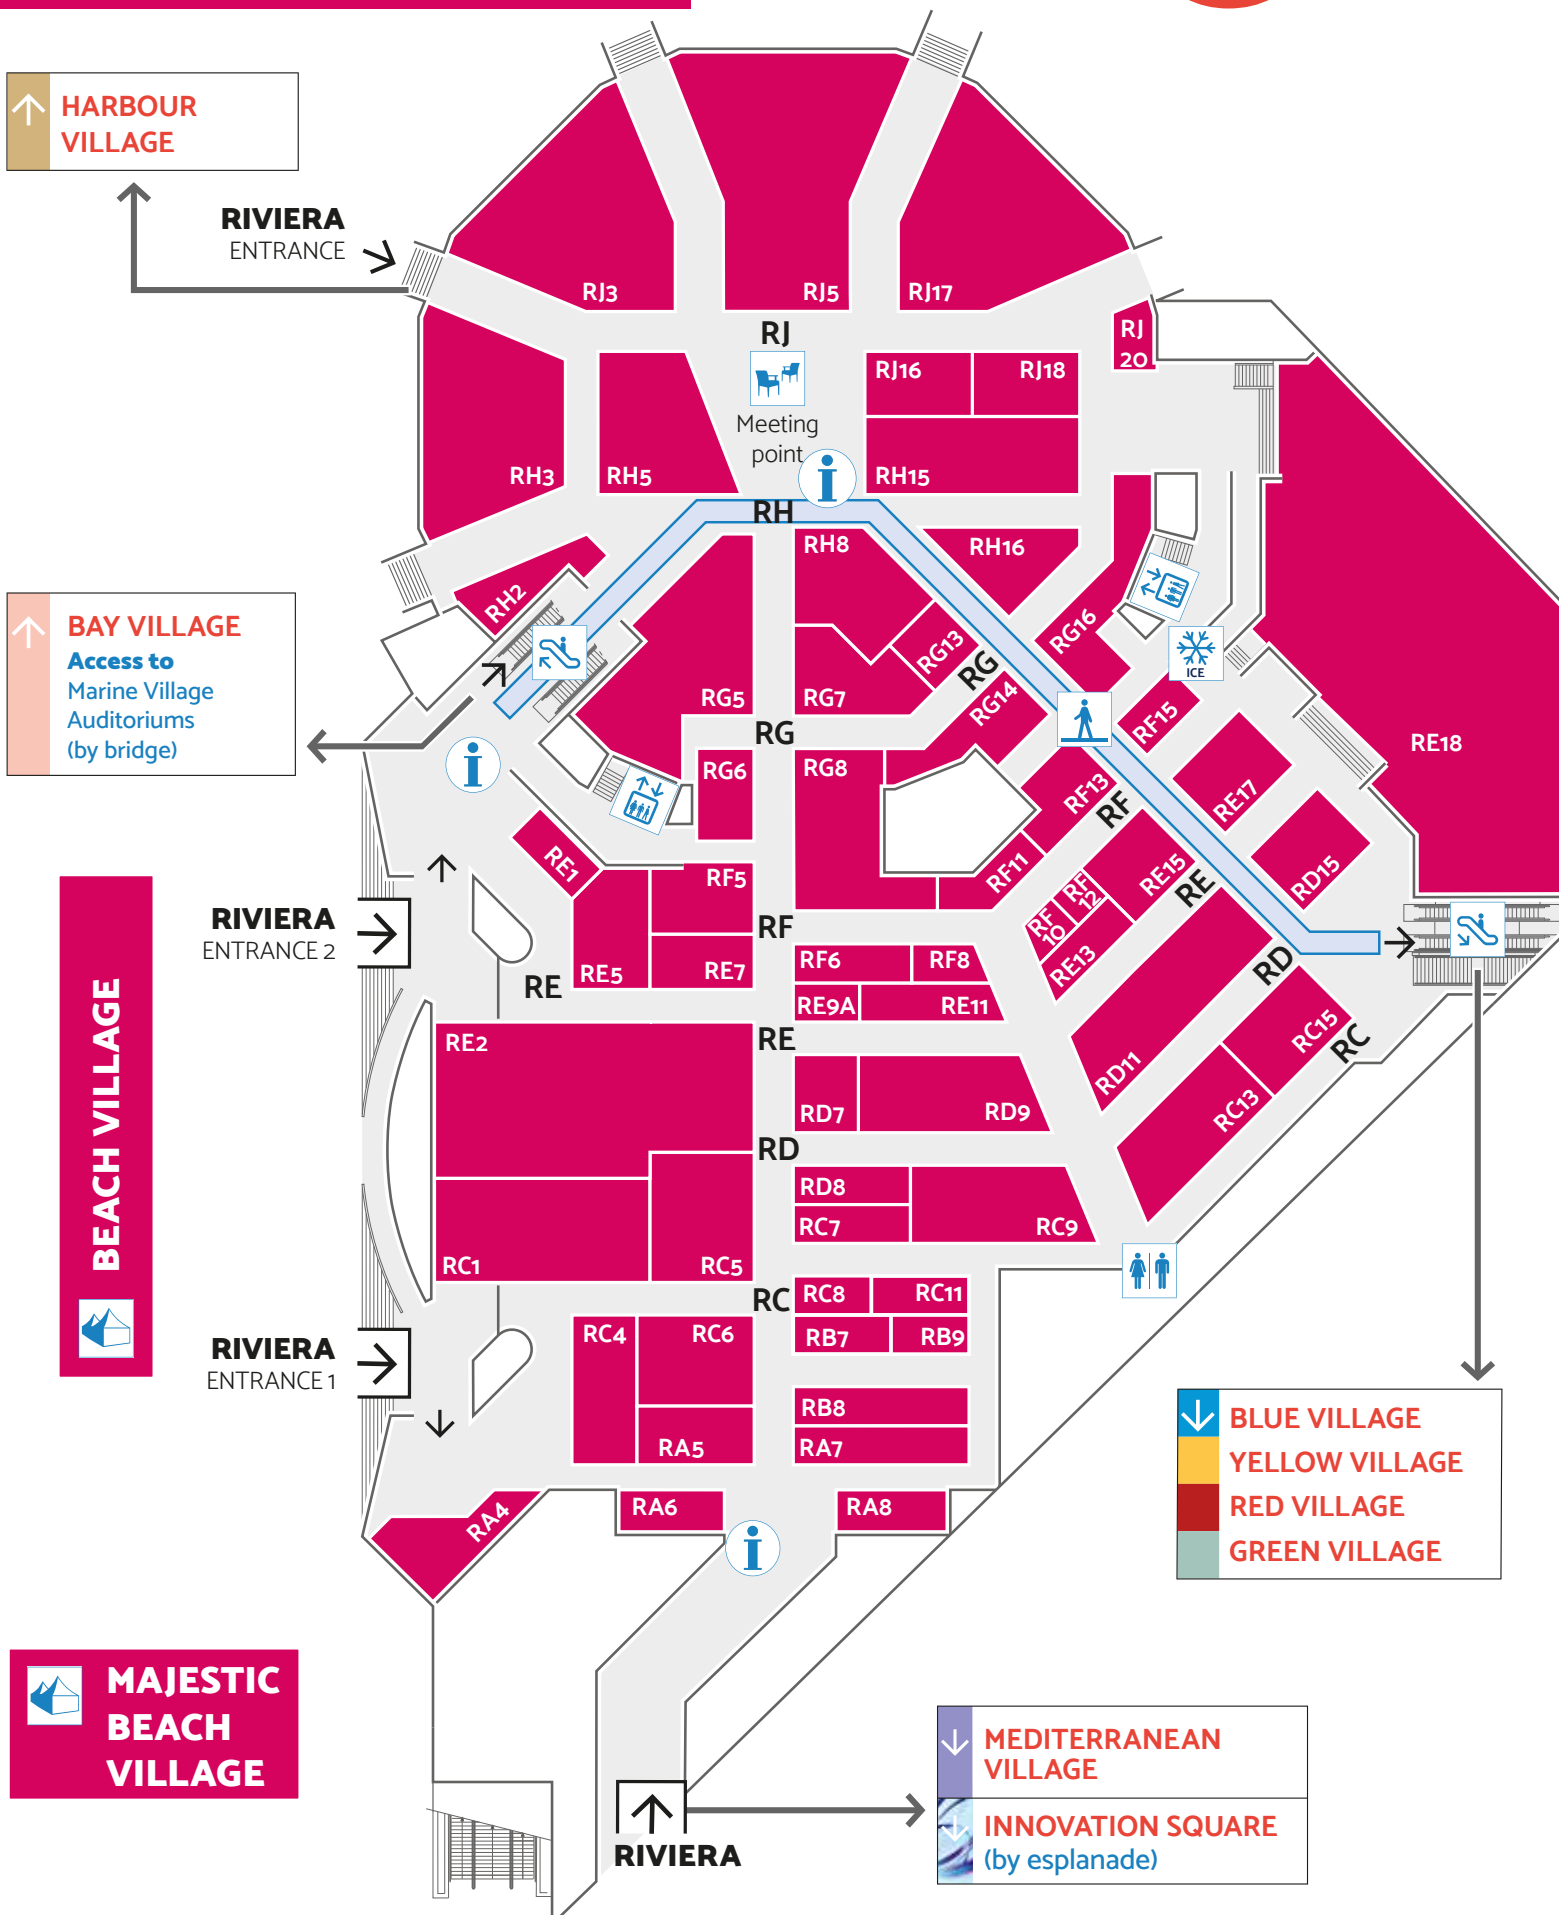 HARBOUR
VILLAGE
RIVIERA
ENTRANCE
RJ3
RJ5
RJ17
RJ
RJ
20
Meeting
point
RJ16
RJ18
RH3
RH5
RH15
RH
RH8
RH16
RH2
BAY VILLAGE
Access to
Marine Village
Auditoriums
(by bridge)
RG5
RG7
RG13
RG
RG14
RG16
ICE
RG
RG6
RG8
RF15
RE18
RE17
RF13
RF
RE1
RF5
RF11
RE15
RE
RD15
RF
12
RF
10
RE13
RIVIERA
ENTRANCE 2
RF
RE
RE5
RE7
RF6
RF8
RE9A
RE11
RD
RE2
RE
RC15
RC
RD11
RC13
RD7
RD9
RD
BEACH VILLAGE
RD8
RC7
RC9
RC1
RC5
RC
RC8
RC11
RB7
RB9
RIVIERA
ENTRANCE 1
RC4
RC6
RB8
RA5
RA7
RA4
RA6
RA8
BLUE VILLAGE
YELLOW VILLAGE
RED VILLAGE
GREEN VILLAGE
MAJESTIC
BEACH
VILLAGE
MEDITERRANEAN
VILLAGE
INNOVATION SQUARE
(by esplanade)
RIVIERA